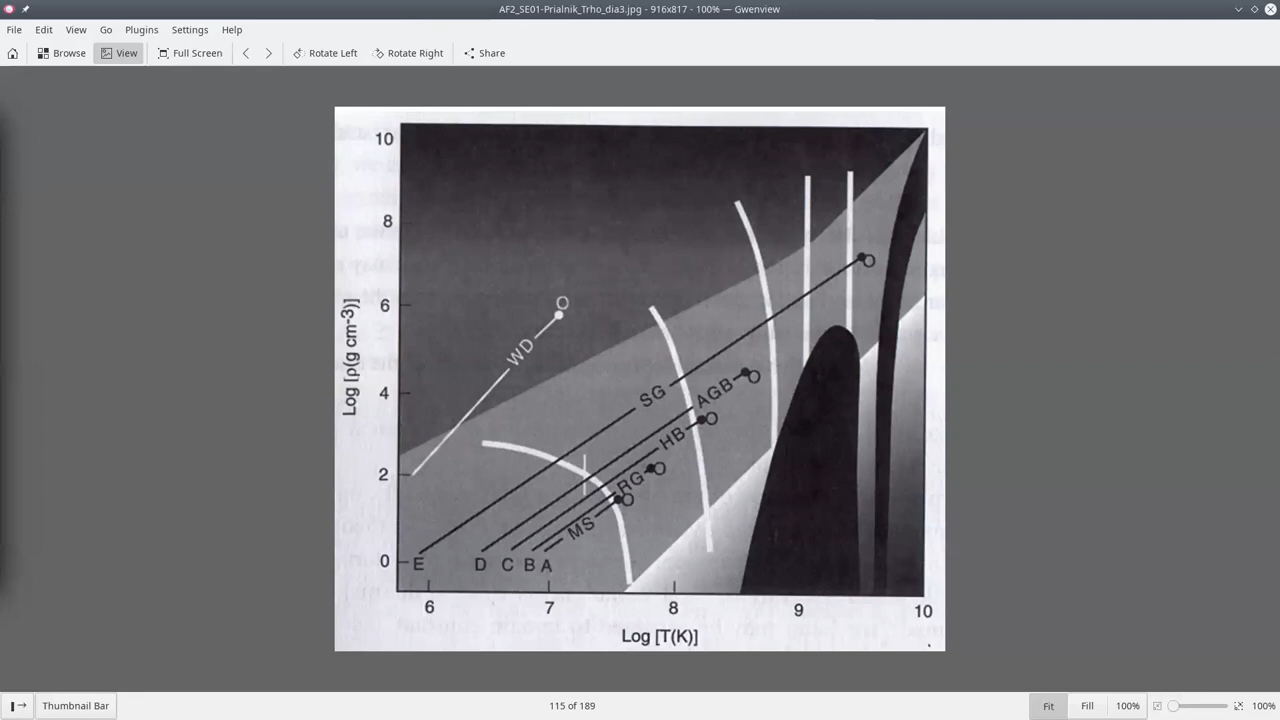 AF2_SE01-Prialnik_Trho_dia3.jpg - 916x817 - 100% — Gwenview
File Edit View Go Plugins Settings Help
Browse View Full Screen Rotate Left Rotate Right Share
10
8
6
4
2
0
Log [ρ(g cm-3)]
WD
SG
AGB
HB
RG
MS
E D C B A
6 7 8 9 10
Log [T(K)]
Thumbnail Bar 115 of 189 Fit Fill 100% 100%